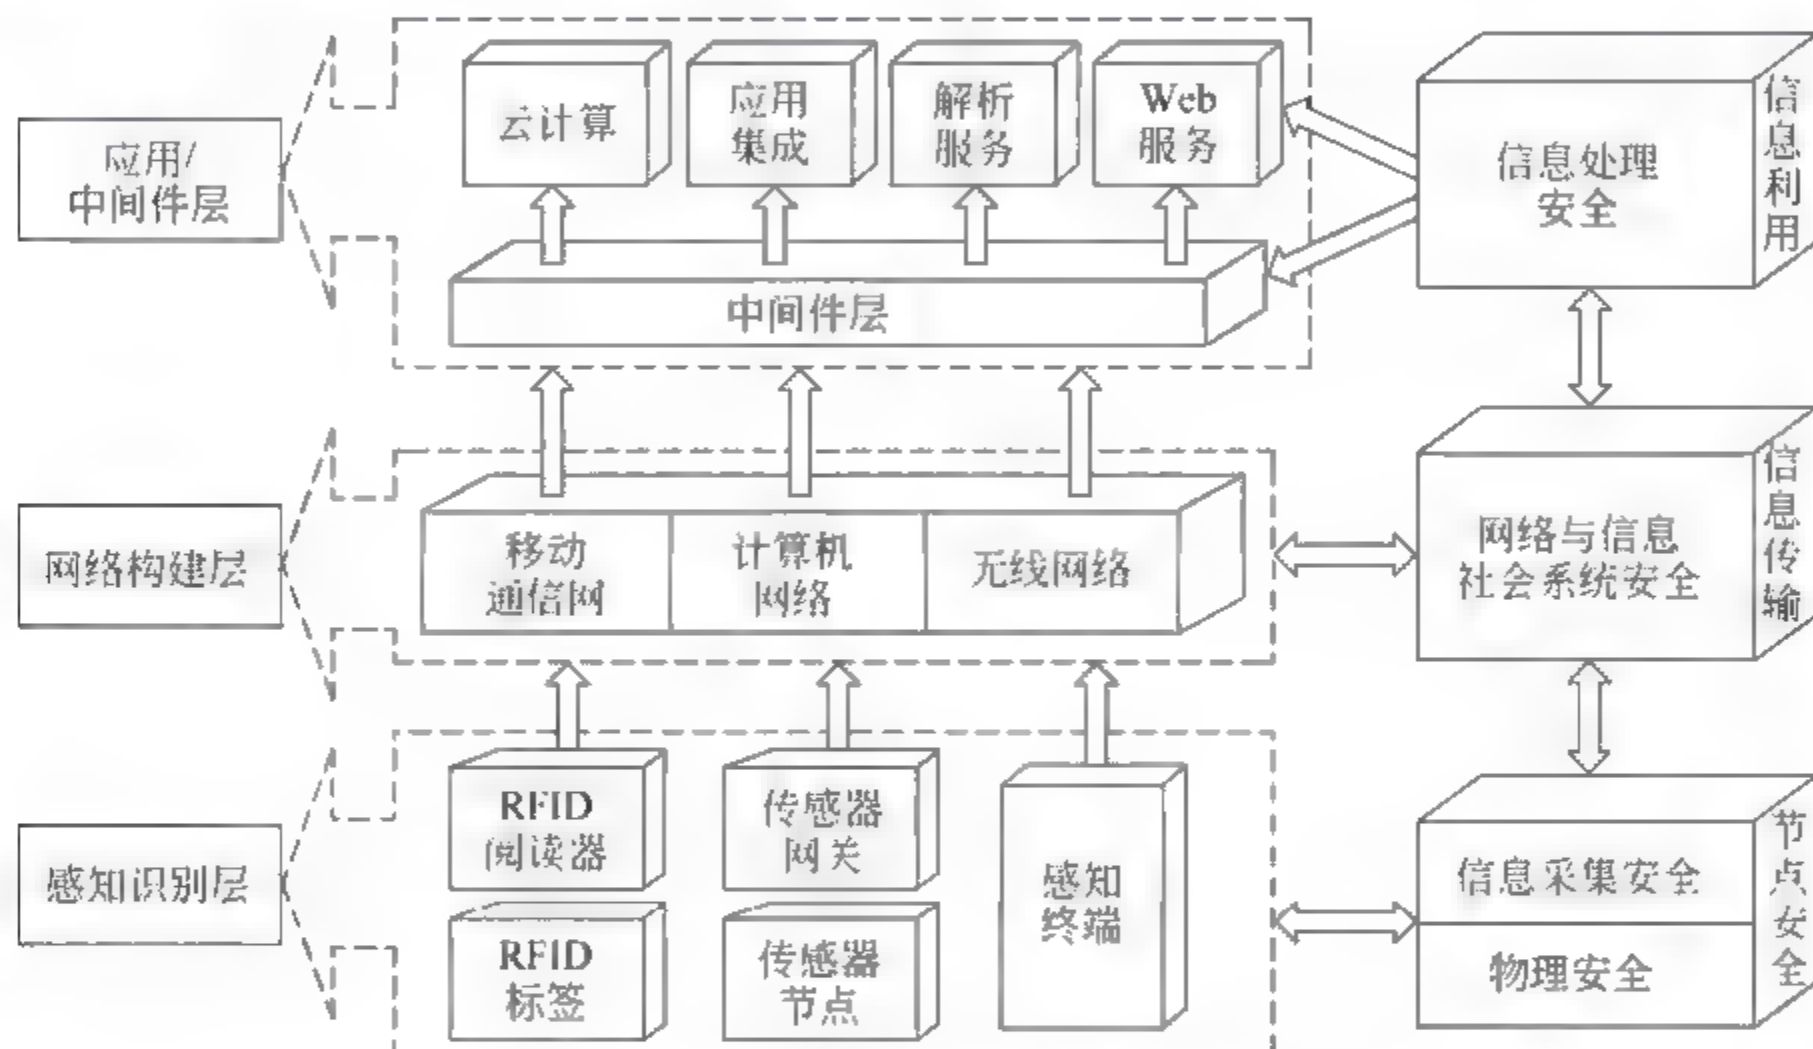 应用/
中间件层
云计算
应用
集成
解析
服务
Web
服务
中间件层
信息处理
安全
信息利用
网络构建层
移动
通信网
计算机
网络
无线网络
网络与信息
社会系统安全
信息传输
感知识别层
RFID
阅读器
传感器
网关
感知
终端
RFID
标签
传感器
节点
信息采集安全
物理安全
节点安全